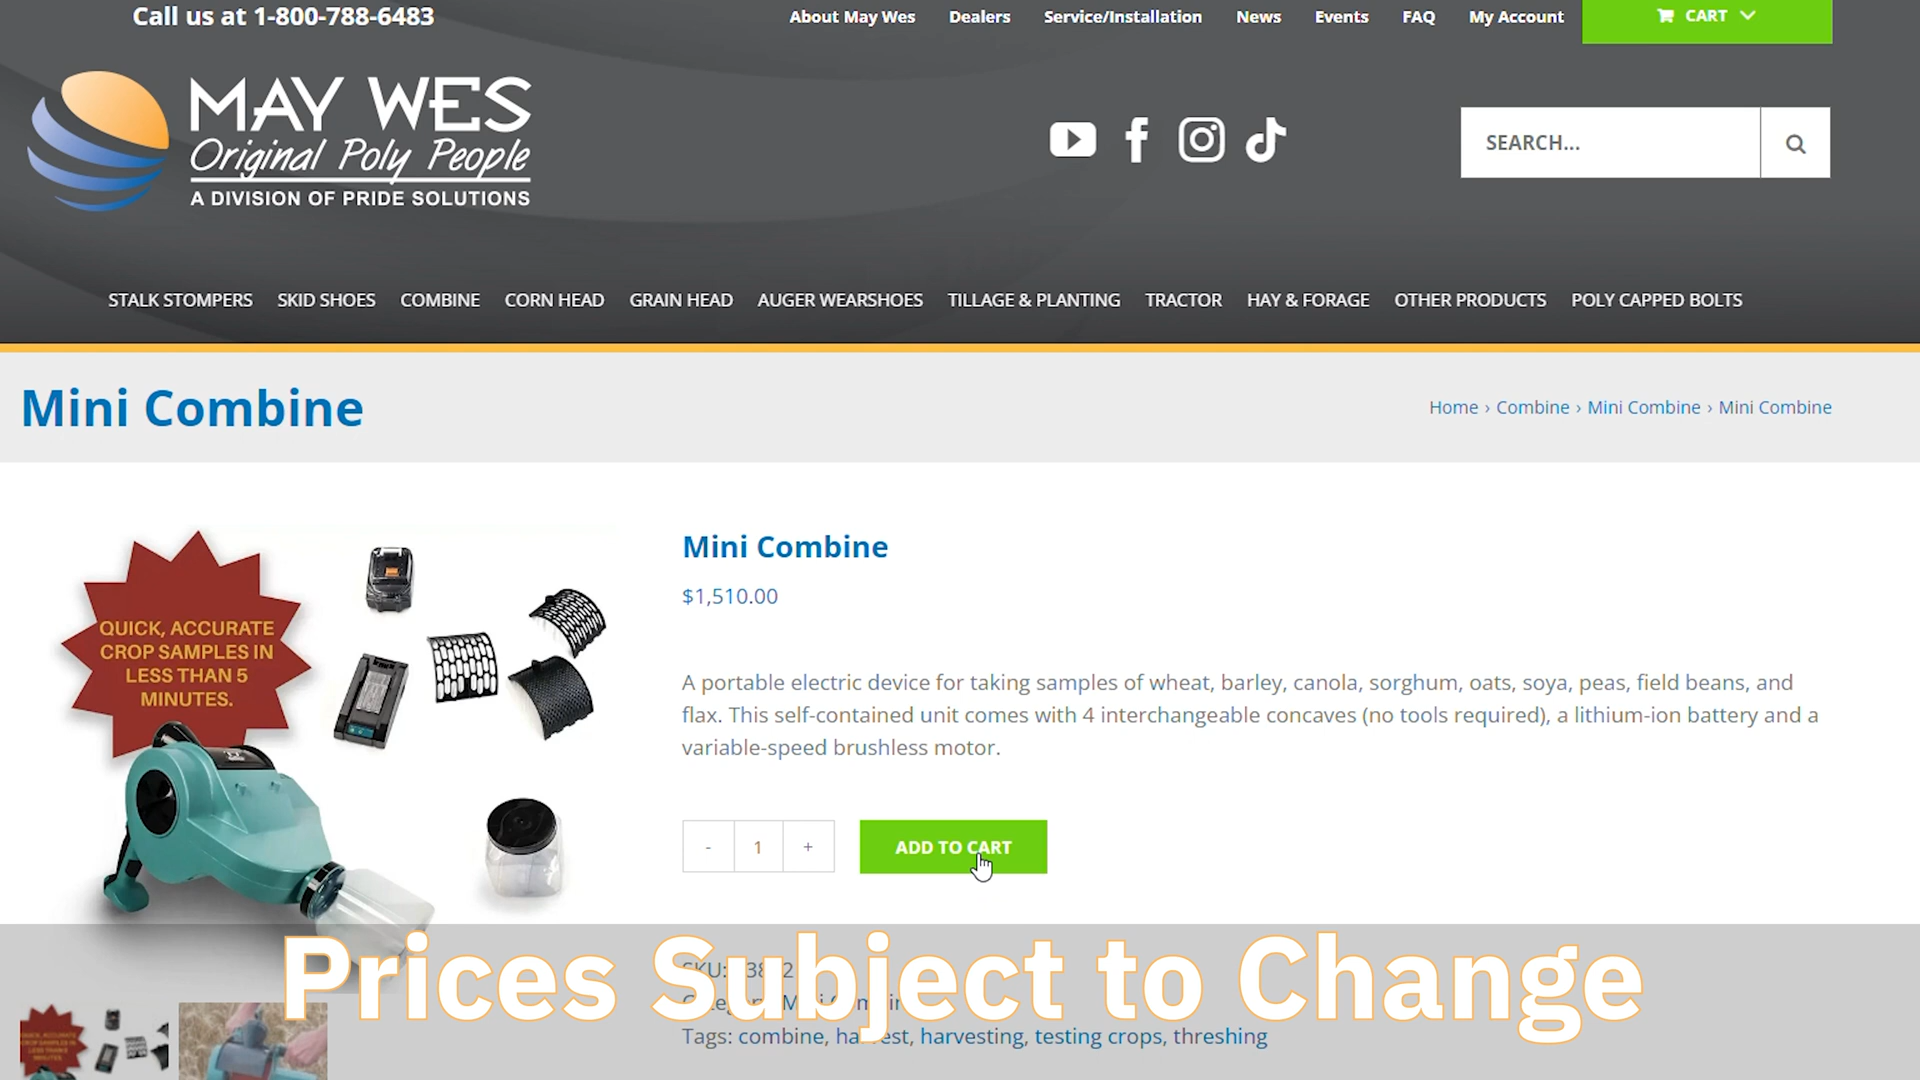 Call us at 1-800-788-6483
About May Wes Dealers Service/Installation News Events FAQ My Account CART
MAY WES
Original Poly People
A DIVISION OF PRIDE SOLUTIONS
SEARCH...
STALK STOMPERS SKID SHOES COMBINE CORN HEAD GRAIN HEAD AUGER WEARSHOES TILLAGE & PLANTING TRACTOR HAY & FORAGE OTHER PRODUCTS POLY CAPPED BOLTS
Mini Combine
Home › Combine › Mini Combine › Mini Combine
QUICK, ACCURATE
CROP SAMPLES IN
LESS THAN 5
MINUTES.
Mini Combine
$1,510.00
A portable electric device for taking samples of wheat, barley, canola, sorghum, oats, soya, peas, field beans, and
flax. This self-contained unit comes with 4 interchangeable concaves (no tools required), a lithium-ion battery and a
variable-speed brushless motor.
- 1 +
ADD TO CART
Prices Subject to Change
SKU:
Tags: combine, harvest, harvesting, testing crops, threshing